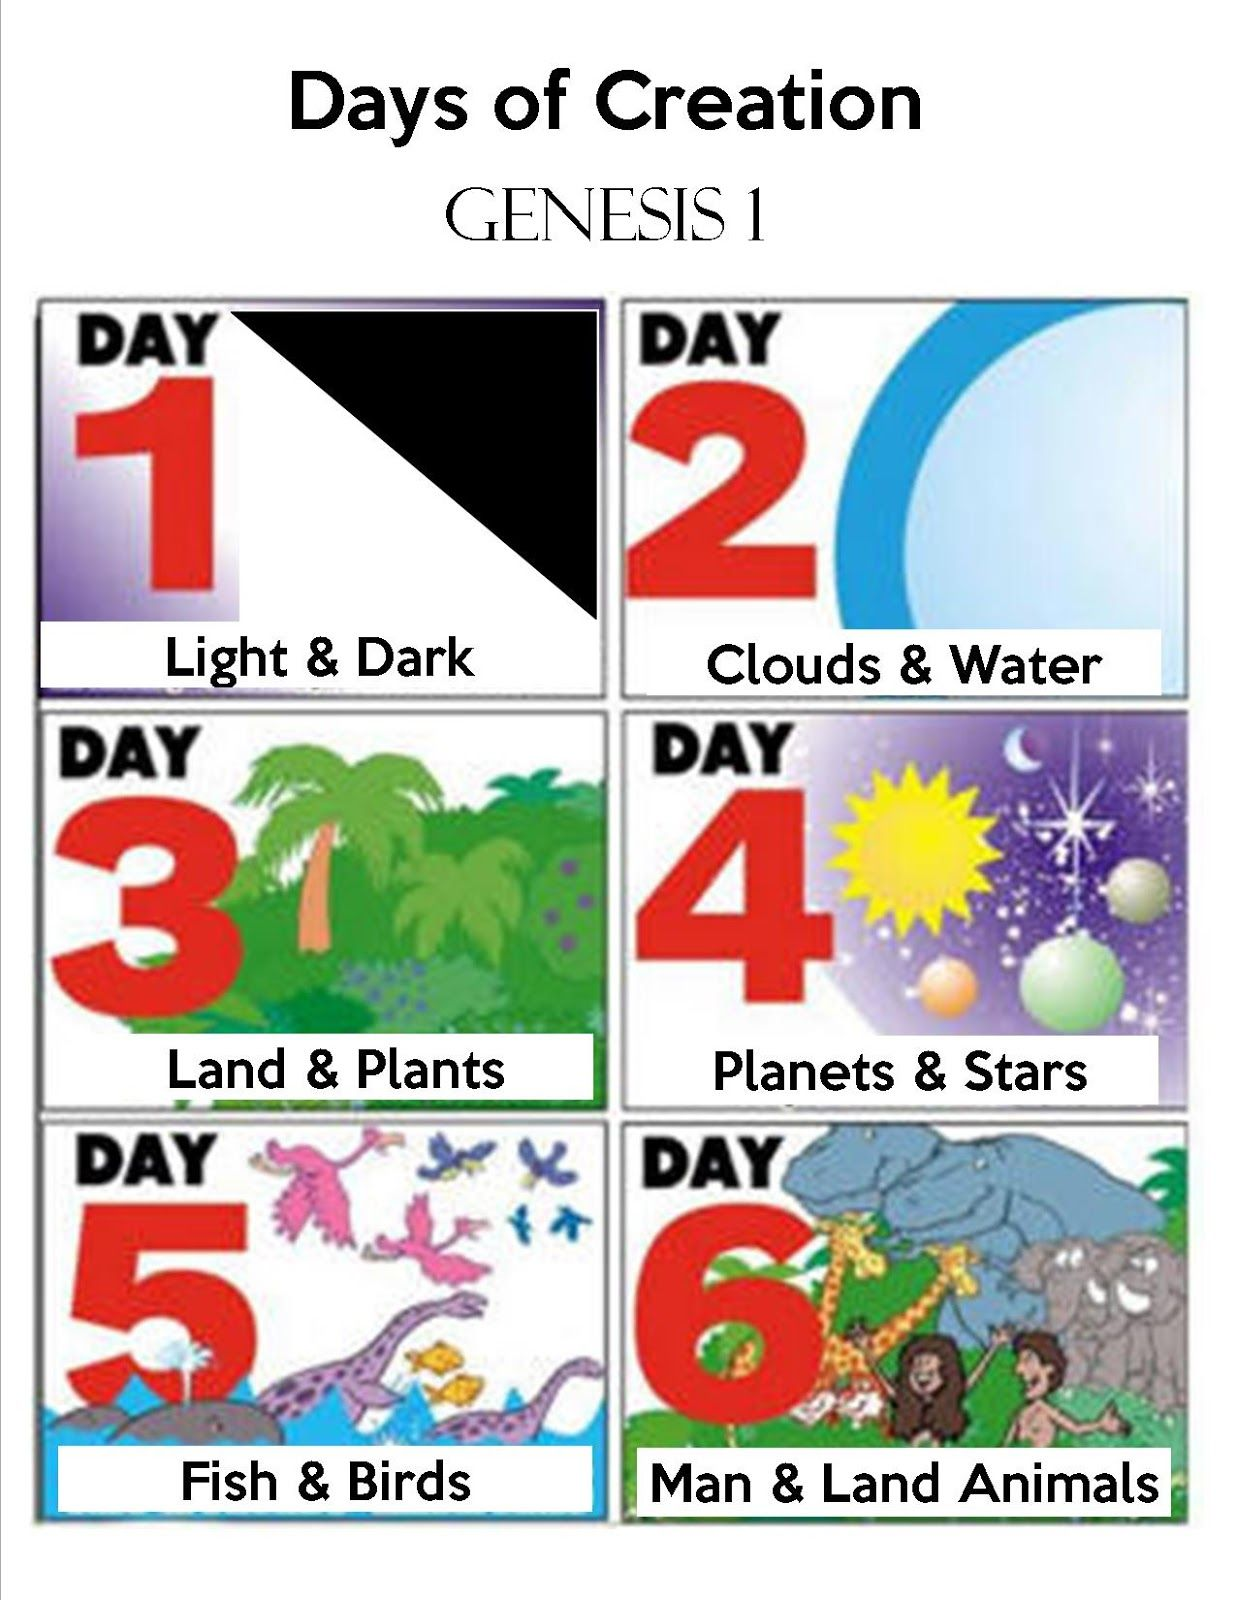 Days of Creation
GENESIS 1
DAY
1
Light & Dark
DAY
2
Clouds & Water
DAY
3
Land & Plants
DAY
4
Planets & Stars
DAY
5
Fish & Birds
DAY
6
Man & Land Animals